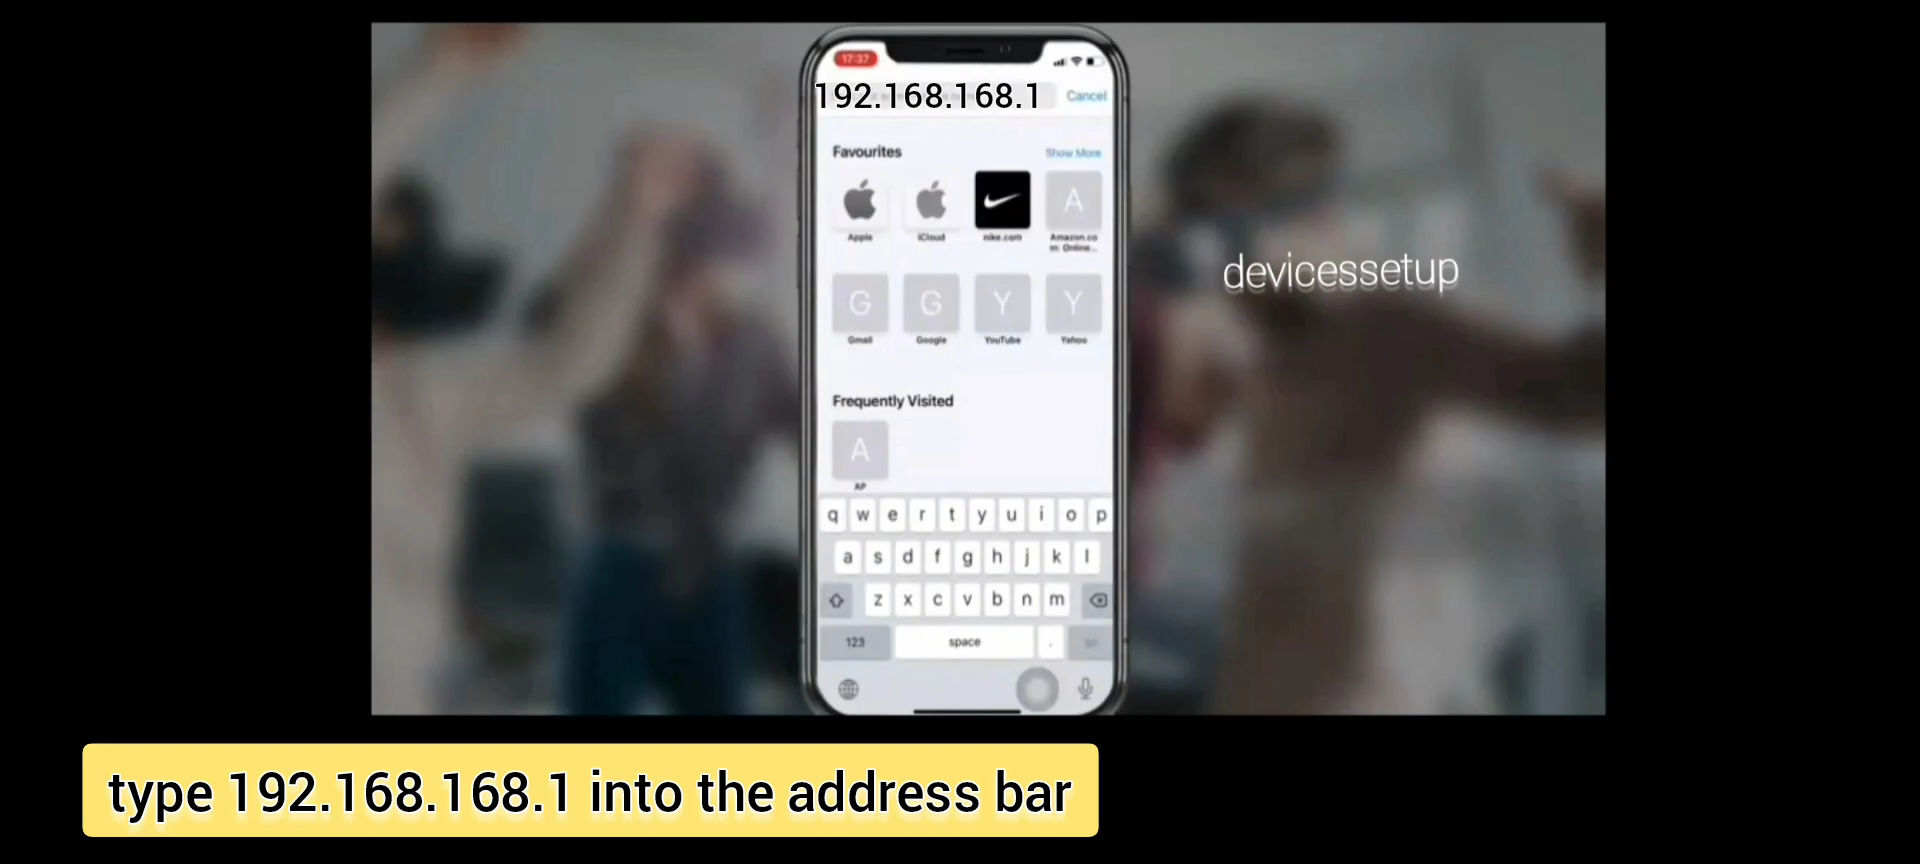 17:37
192.168.168.1
Cancel
Favourites
Show More
A
Apple
iCloud
nike.com
Amazon.co
m: Online...
G
G
Y
Y
Gmail
Google
YouTube
Yahoo
devicessetup
Frequently Visited
A
AP
q w e r t y u i o p
a s d f g h j k l
z x c v b n m
123
space
.
go
type 192.168.168.1 into the address bar